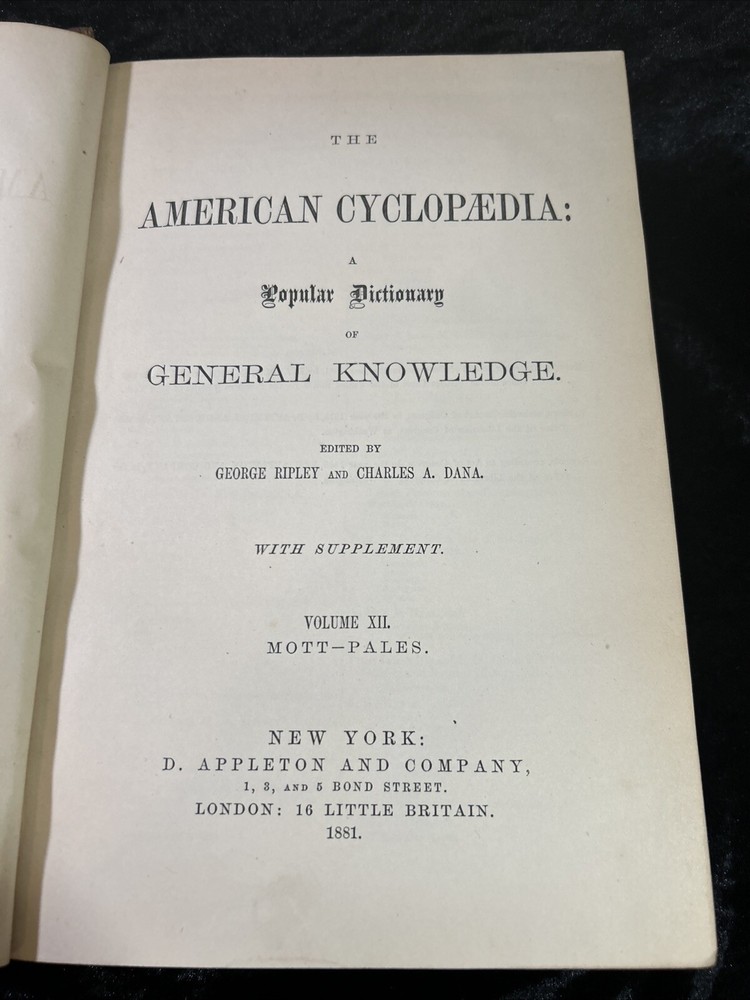 THE
AMERICAN CYCLOPÆDIA:
A
Popular Dictionary
OF
GENERAL KNOWLEDGE.
EDITED BY
GEORGE RIPLEY AND CHARLES A. DANA.
WITH SUPPLEMENT.
VOLUME XII.
MOTT—PALES.
NEW YORK:
D. APPLETON AND COMPANY,
1, 3, AND 5 BOND STREET.
LONDON: 16 LITTLE BRITAIN.
1881.